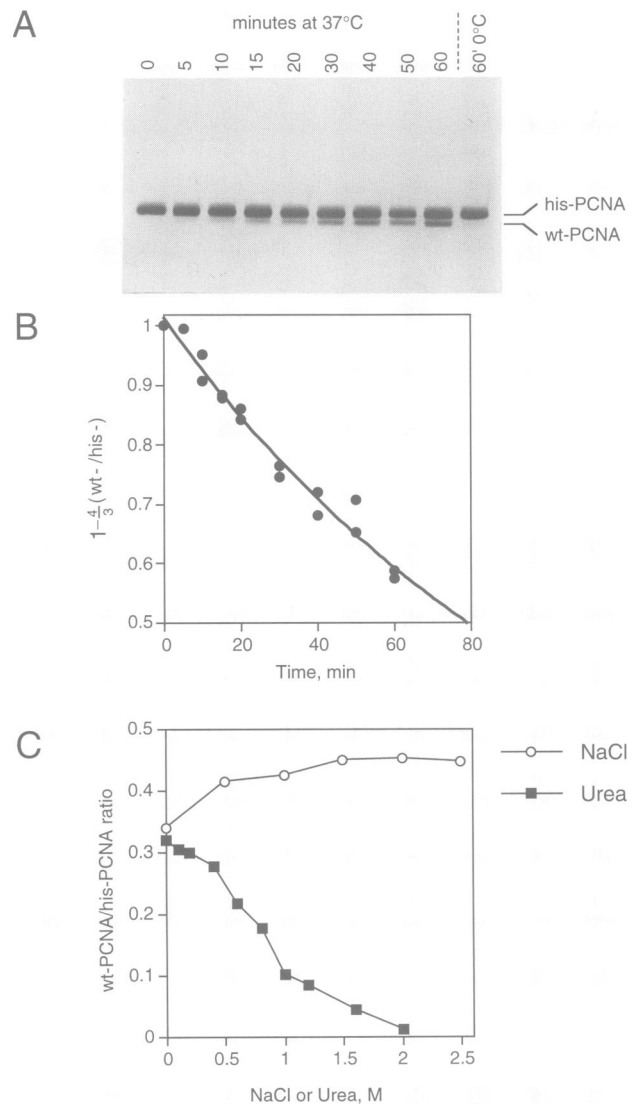 A
minutes at 37°C
0 5 10 15 20 30 40 50 60 60' 0°C
his-PCNA
wt-PCNA
B
1
0.9
0.8
0.7
0.6
0.5
1-4/3 (wt-/his-)
0 20 40 60 80
Time, min
C
0.5
0.4
0.3
0.2
0.1
0
wt-PCNA/his-PCNA ratio
NaCl
Urea
0 0.5 1 1.5 2 2.5
NaCl or Urea, M